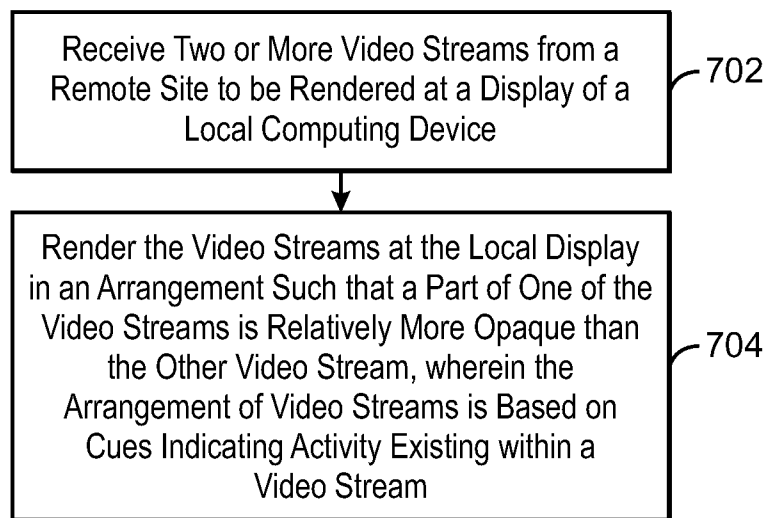 Receive Two or More Video Streams from a
Remote Site to be Rendered at a Display of a
Local Computing Device
702
Render the Video Streams at the Local Display
in an Arrangement Such that a Part of One of the
Video Streams is Relatively More Opaque than
the Other Video Stream, wherein the
Arrangement of Video Streams is Based on
Cues Indicating Activity Existing within a
Video Stream
704